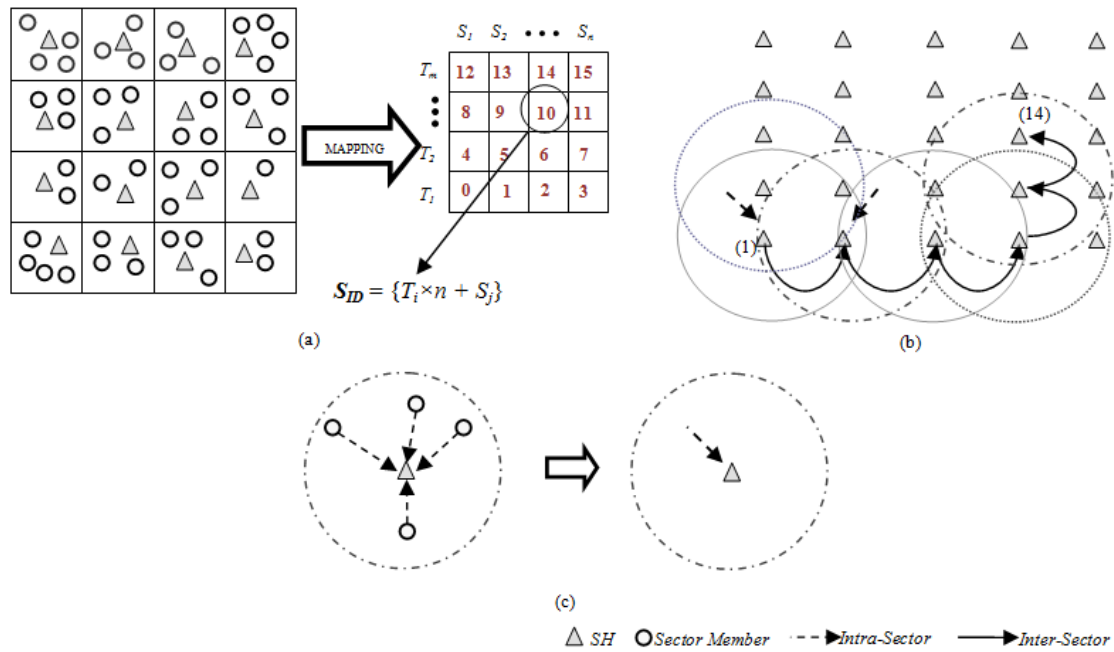 S1 S2 • • • Sn
Tm 12 13 14 15
8 9 10 11
T2 4 5 6 7
T1 0 1 2 3
MAPPING
SID = {Ti×n + Sj}
(a)
(14)
(1)
(b)
(c)
SH Sector Member Intra-Sector Inter-Sector